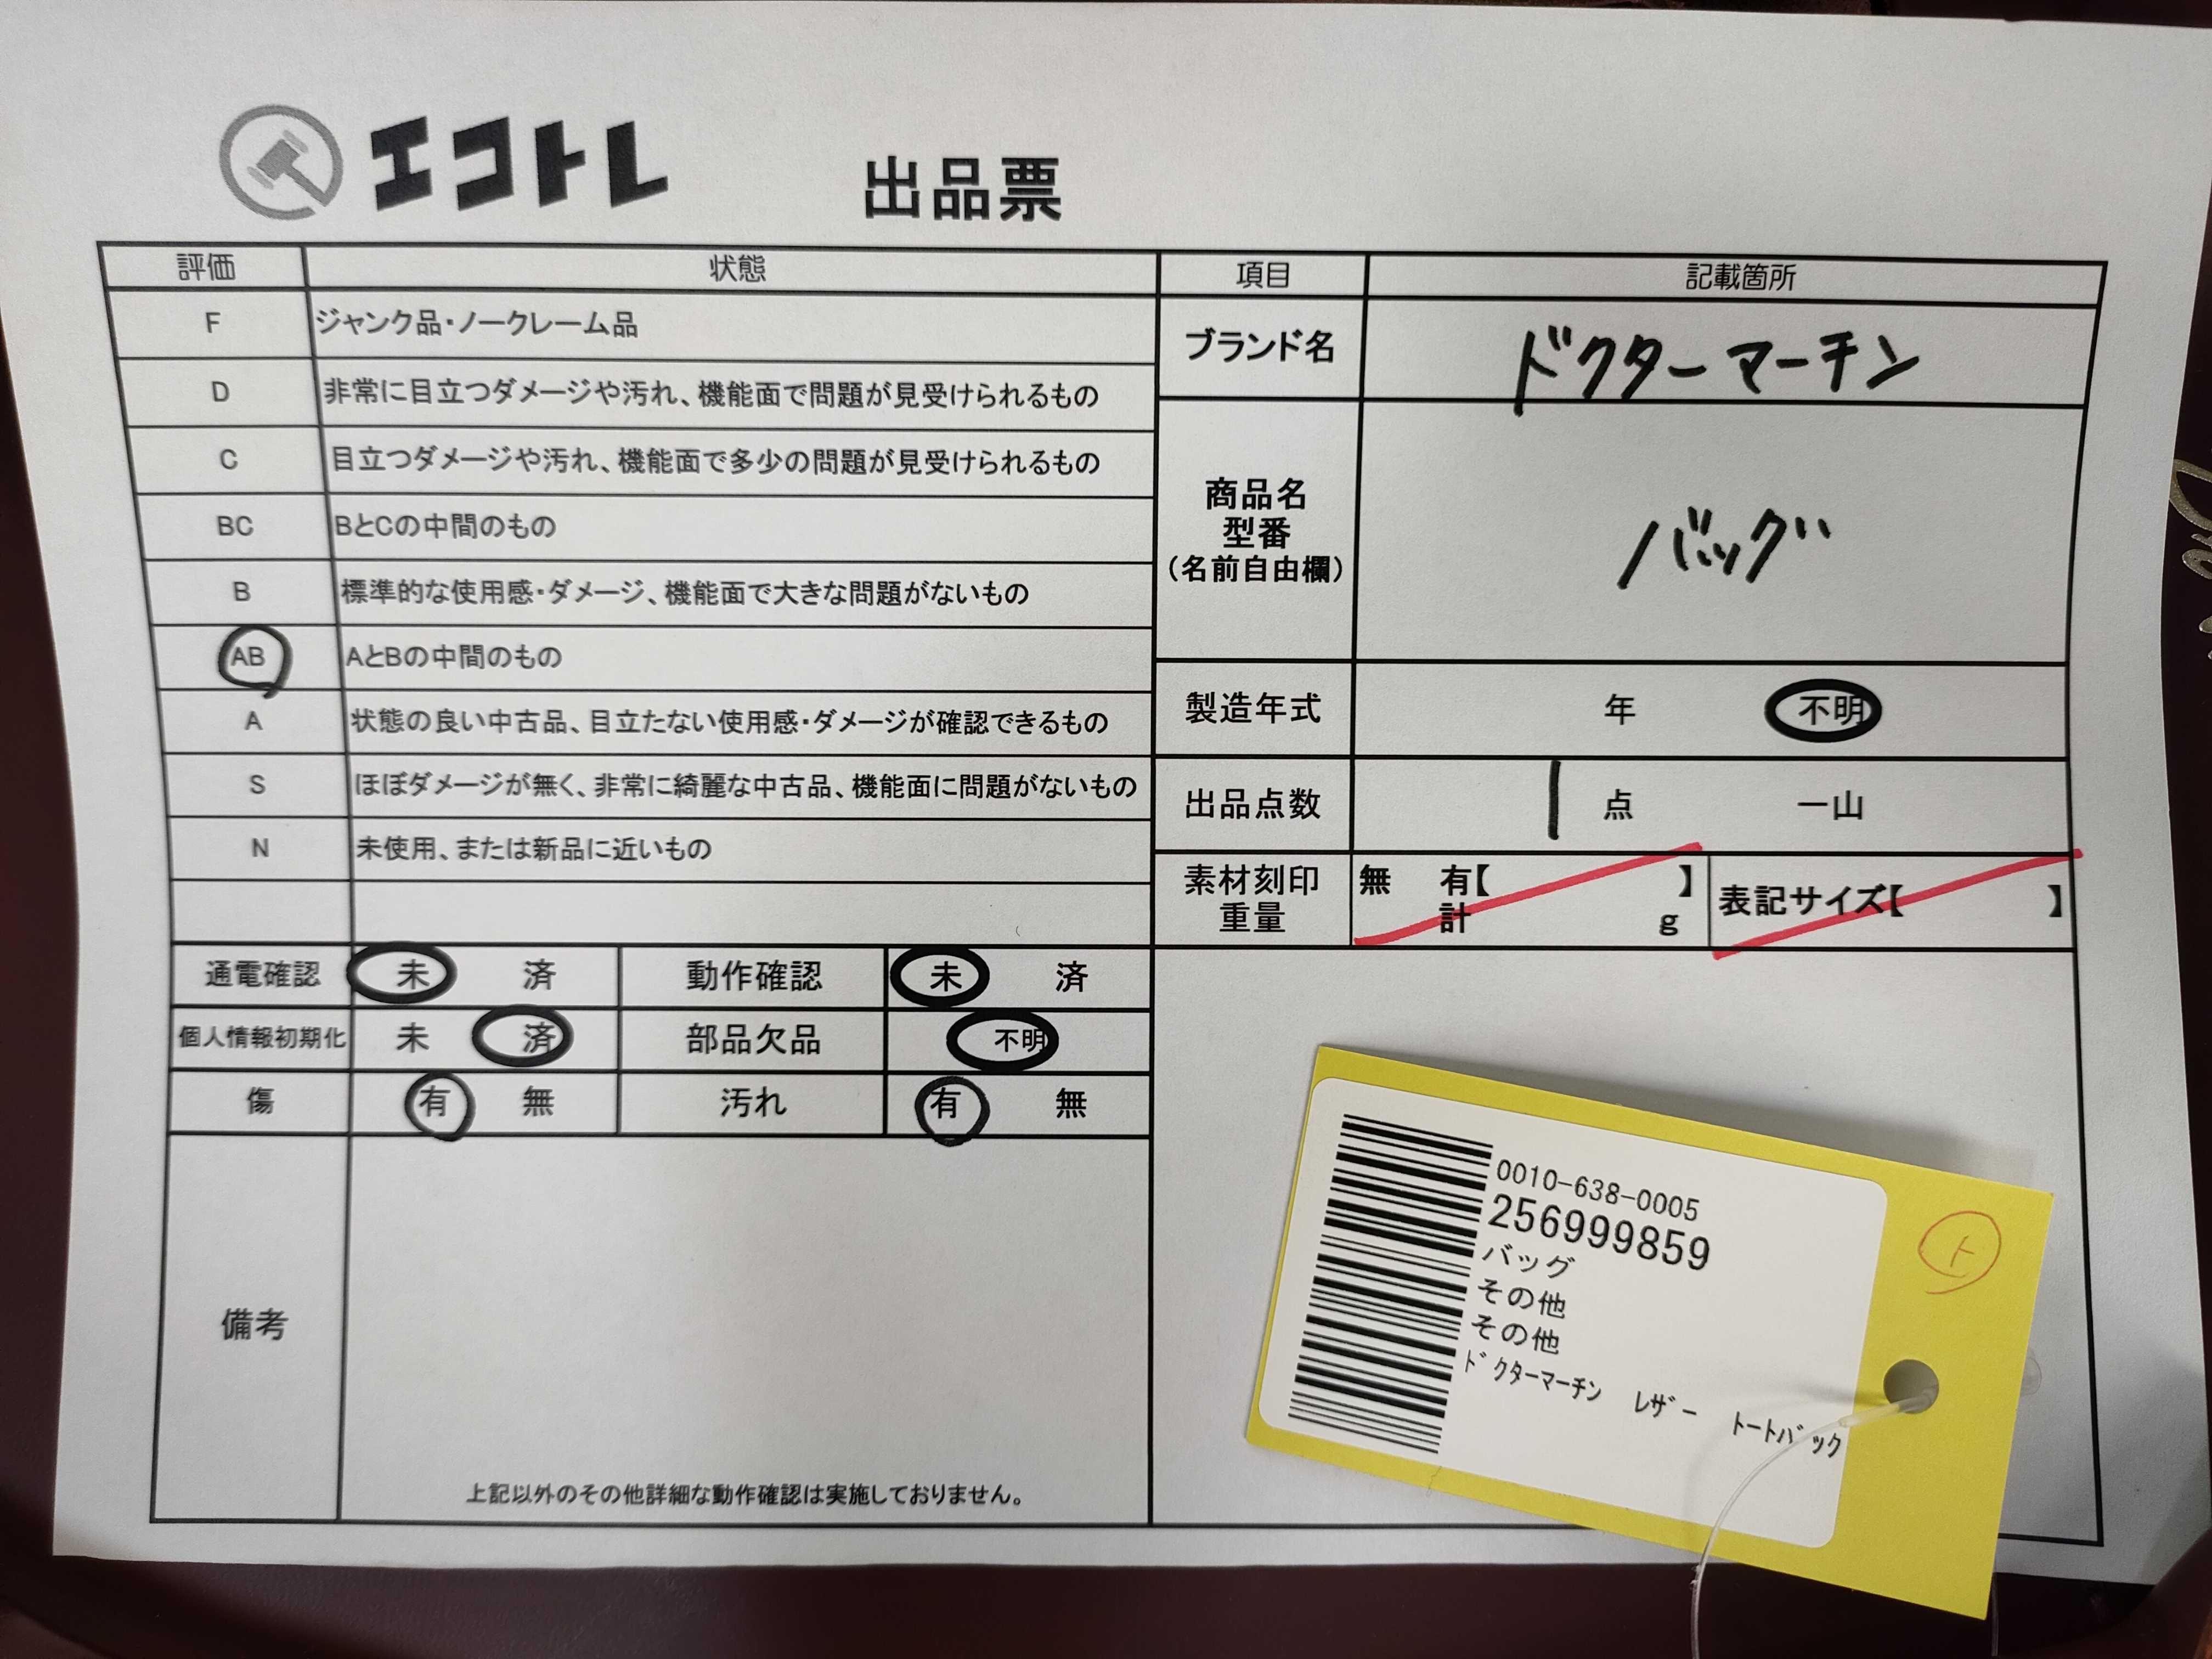 エコトレ 出品票
評価 状態
F ジャンク品・ノークレーム品
D 非常に目立つダメージや汚れ、機能面で問題が見受けられるもの
C 目立つダメージや汚れ、機能面で多少の問題が見受けられるもの
BC BとCの中間のもの
B 標準的な使用感・ダメージ、機能面で大きな問題がないもの
AB AとBの中間のもの
A 状態の良い中古品、目立たない使用感・ダメージが確認できるもの
S ほぼダメージが無く、非常に綺麗な中古品、機能面に問題がないもの
N 未使用、または新品に近いもの
通電確認 未 済 動作確認 未 済
個人情報初期化 未 済 部品欠品 不明
傷 有 無 汚れ 有 無
備考
上記以外のその他詳細な動作確認は実施しておりません。
項目 記載箇所
ブランド名 ドクターマーチン
商品名
型番
(名前自由欄)
バッグ
製造年式 年 不明
出品点数 1 点 一山
素材刻印 無 有【 】 表記サイズ【 】
重量 計 g
0010-638-0005
256999859
バッグ
その他
その他
ﾄﾞｸﾀｰﾏｰﾁﾝ ﾚｻﾞｰ ﾄｰﾄﾊﾞｯｸ
ト